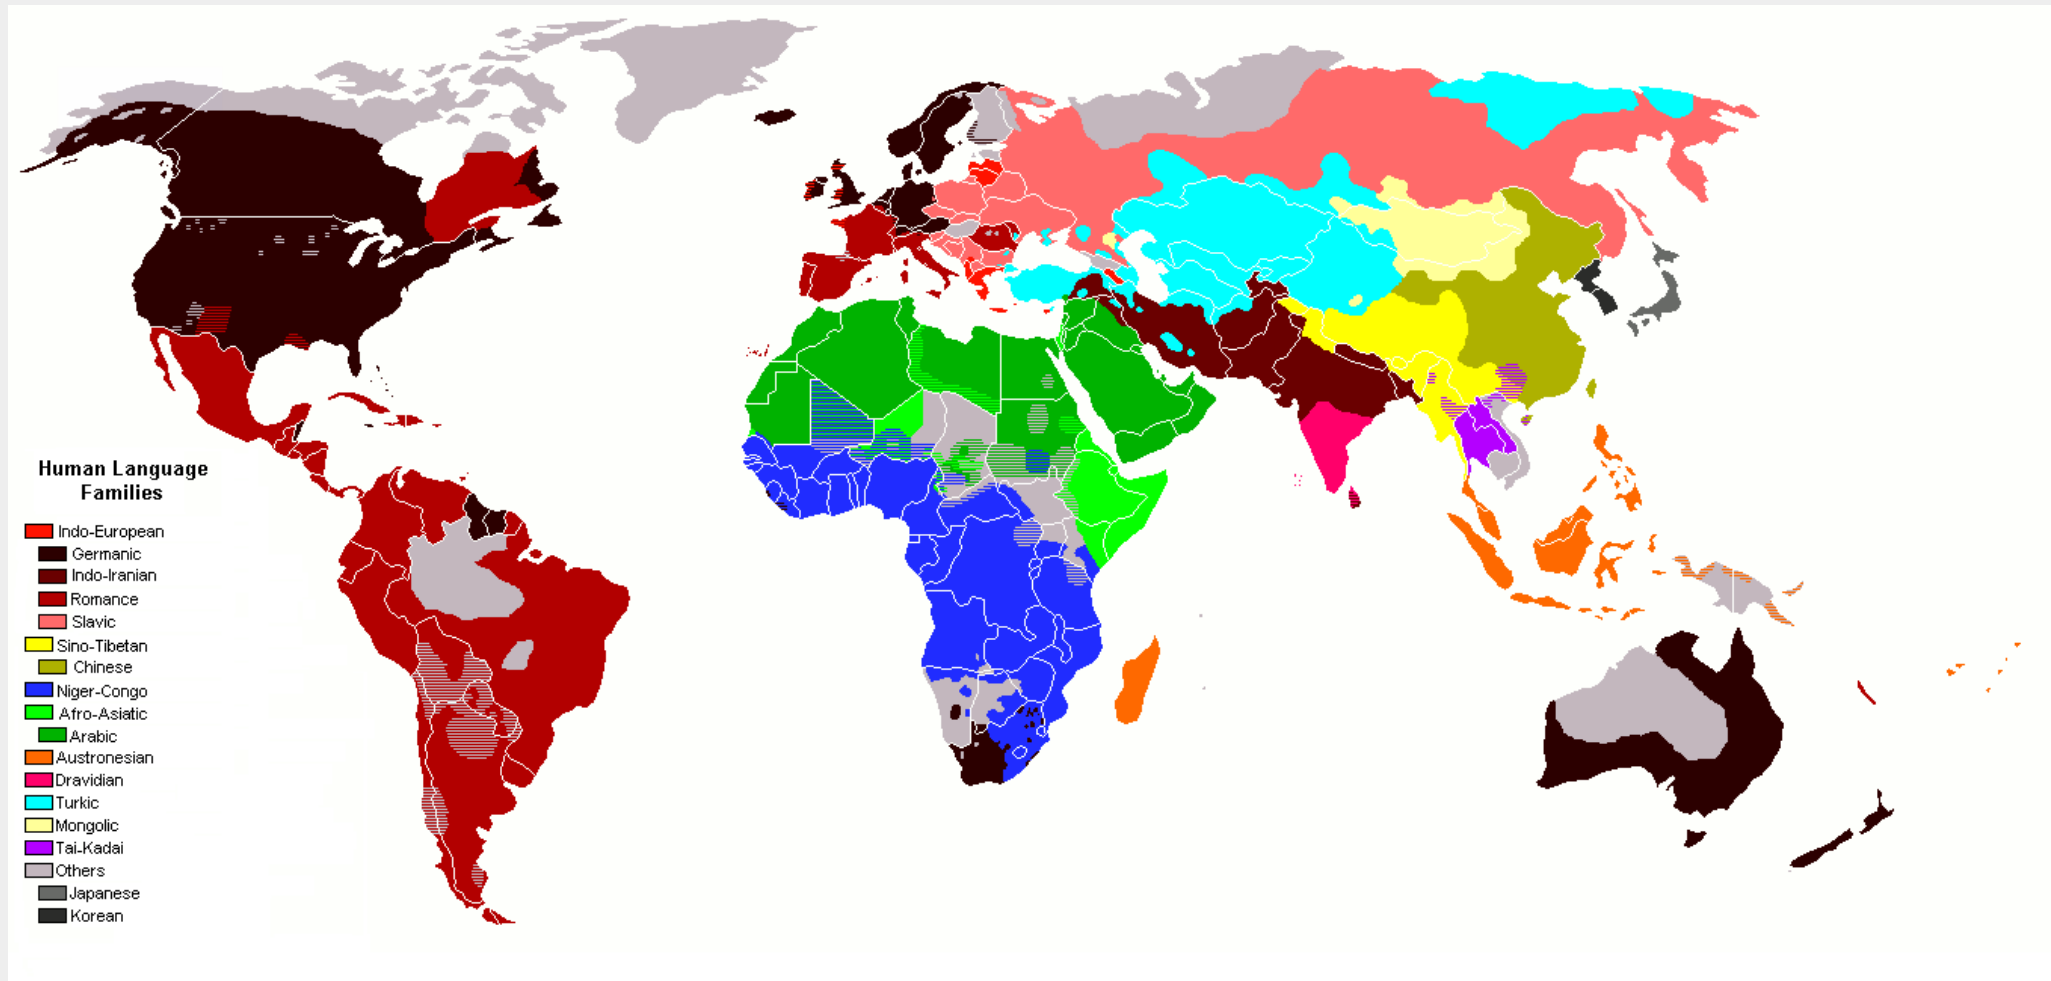 Human Language
Families
Indo-European
Germanic
Indo-Iranian
Romance
Slavic
Sino-Tibetan
Chinese
Niger-Congo
Afro-Asiatic
Arabic
Austronesian
Dravidian
Turkic
Mongolic
Tai-Kadai
Others
Japanese
Korean